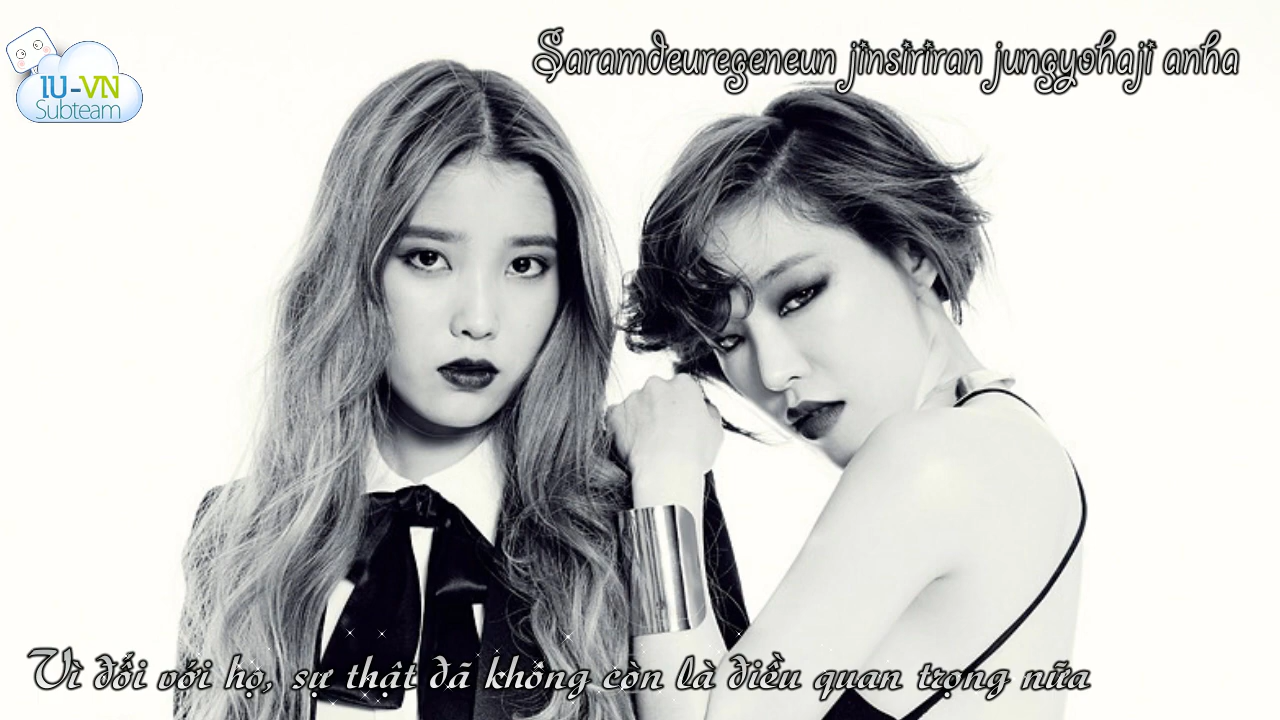 IU-VN
Subteam
Saramdeuregeneun jinsiriran jungyohaji anha
Vì đối với họ, sự thật đã không còn là điều quan trọng nữa